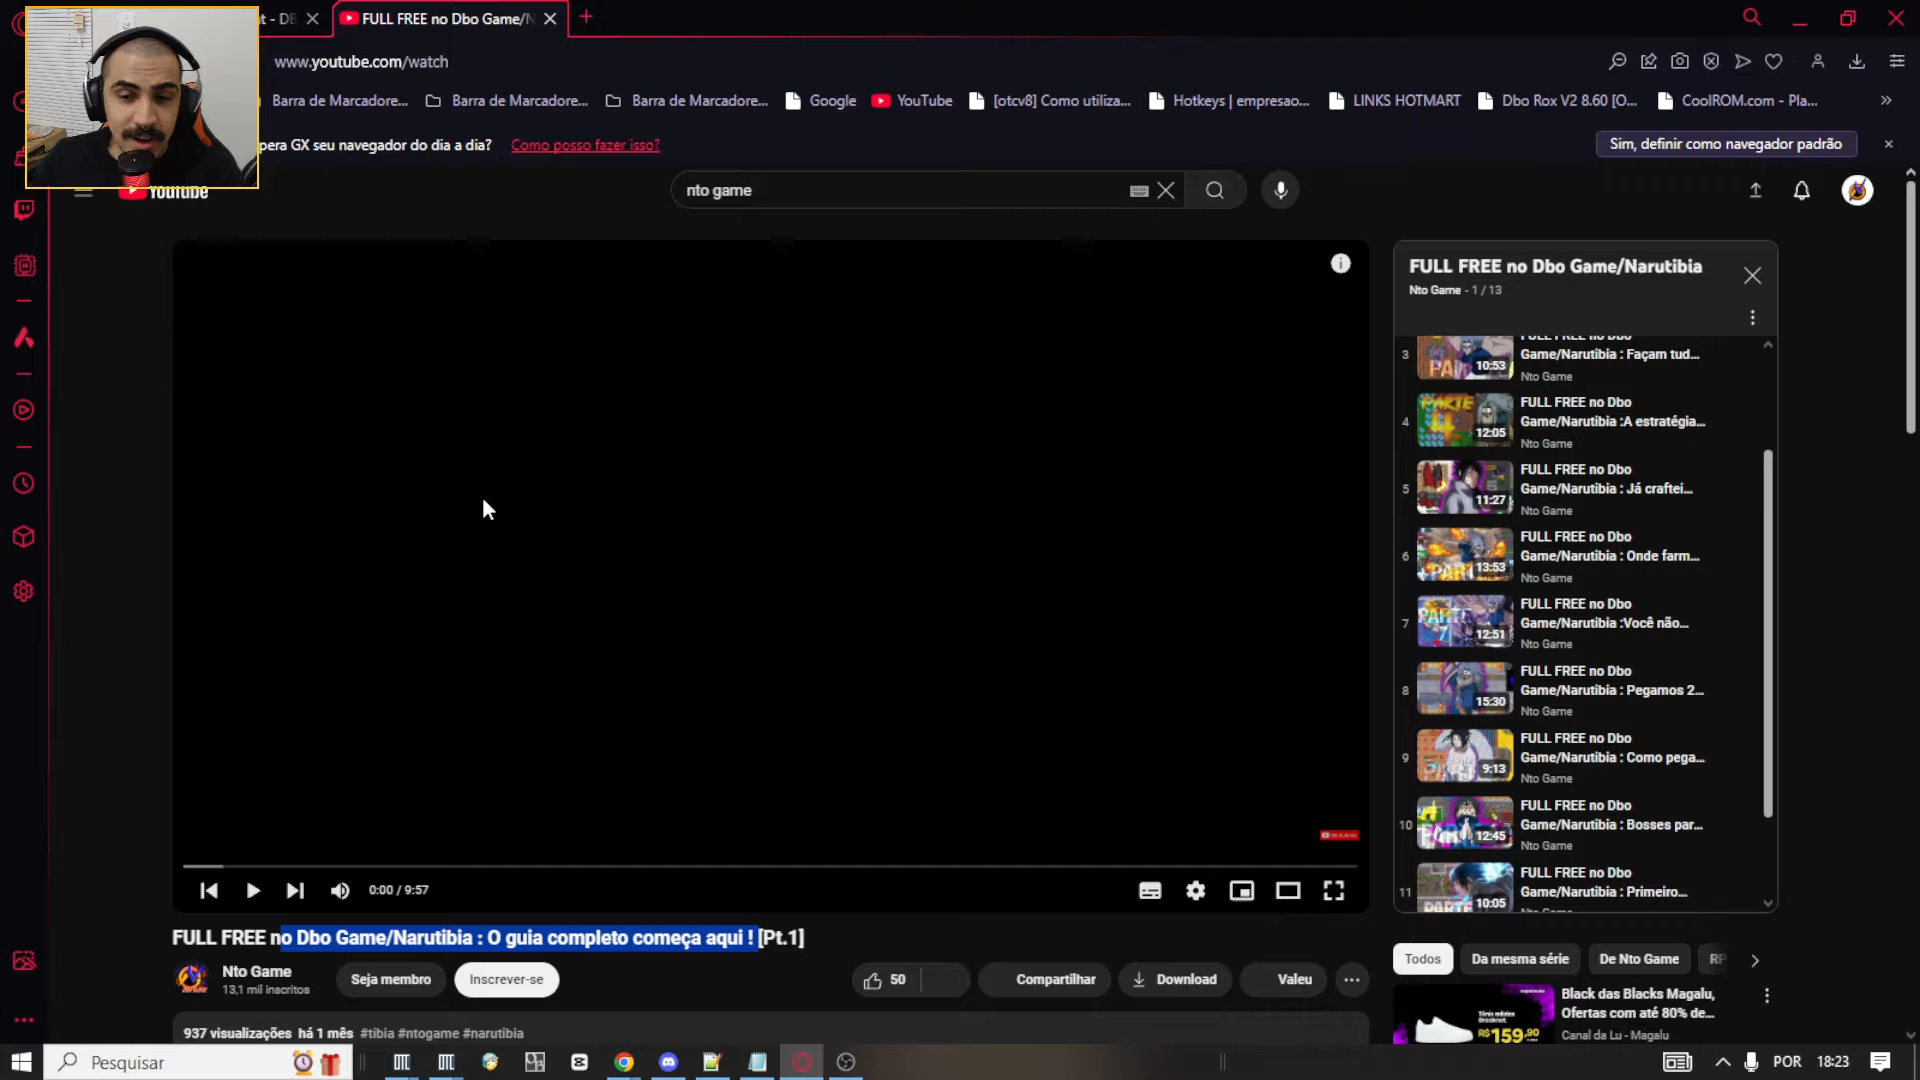 t - DB
FULL FREE no Dbo Game/N
www.youtube.com/watch
Barra de Marcadore...
Barra de Marcadore...
Barra de Marcadore...
Google
YouTube
[otcv8] Como utiliza...
Hotkeys | empresao...
LINKS HOTMART
Dbo Rox V2 8.60 [O...
CoolROM.com - Pla...
pera GX seu navegador do dia a dia?
Como posso fazer isso?
Sim, definir como navegador padrão
YouTube
nto game
FULL FREE no Dbo Game/Narutibia
Nto Game - 1 / 13
3
10:53
FULL FREE no Dbo
Game/Narutibia : Façam tud...
Nto Game
4
PARTE
12:05
FULL FREE no Dbo
Game/Narutibia :A estratégia...
Nto Game
5
11:27
FULL FREE no Dbo
Game/Narutibia : Já craftei...
Nto Game
6
13:53
FULL FREE no Dbo
Game/Narutibia : Onde farm...
Nto Game
7
12:51
FULL FREE no Dbo
Game/Narutibia :Você não...
Nto Game
8
15:30
FULL FREE no Dbo
Game/Narutibia : Pegamos 2...
Nto Game
9
9:13
FULL FREE no Dbo
Game/Narutibia : Como pega...
Nto Game
10
12:45
FULL FREE no Dbo
Game/Narutibia : Bosses par...
Nto Game
11
PARTE
10:05
FULL FREE no Dbo
Game/Narutibia : Primeiro...
0:00 / 9:57
FULL FREE no Dbo Game/Narutibia : O guia completo começa aqui ! [Pt.1]
Nto Game
13,1 mil inscritos
Seja membro
Inscrever-se
50
Compartilhar
Download
Valeu
937 visualizações há 1 mês #tibia #ntogame #narutibia
Todos
Da mesma série
De Nto Game
RP
R$159,90
Black das Blacks Magalu,
Ofertas com até 80% de...
Canal da Lu - Magalu
Pesquisar
POR
18:23